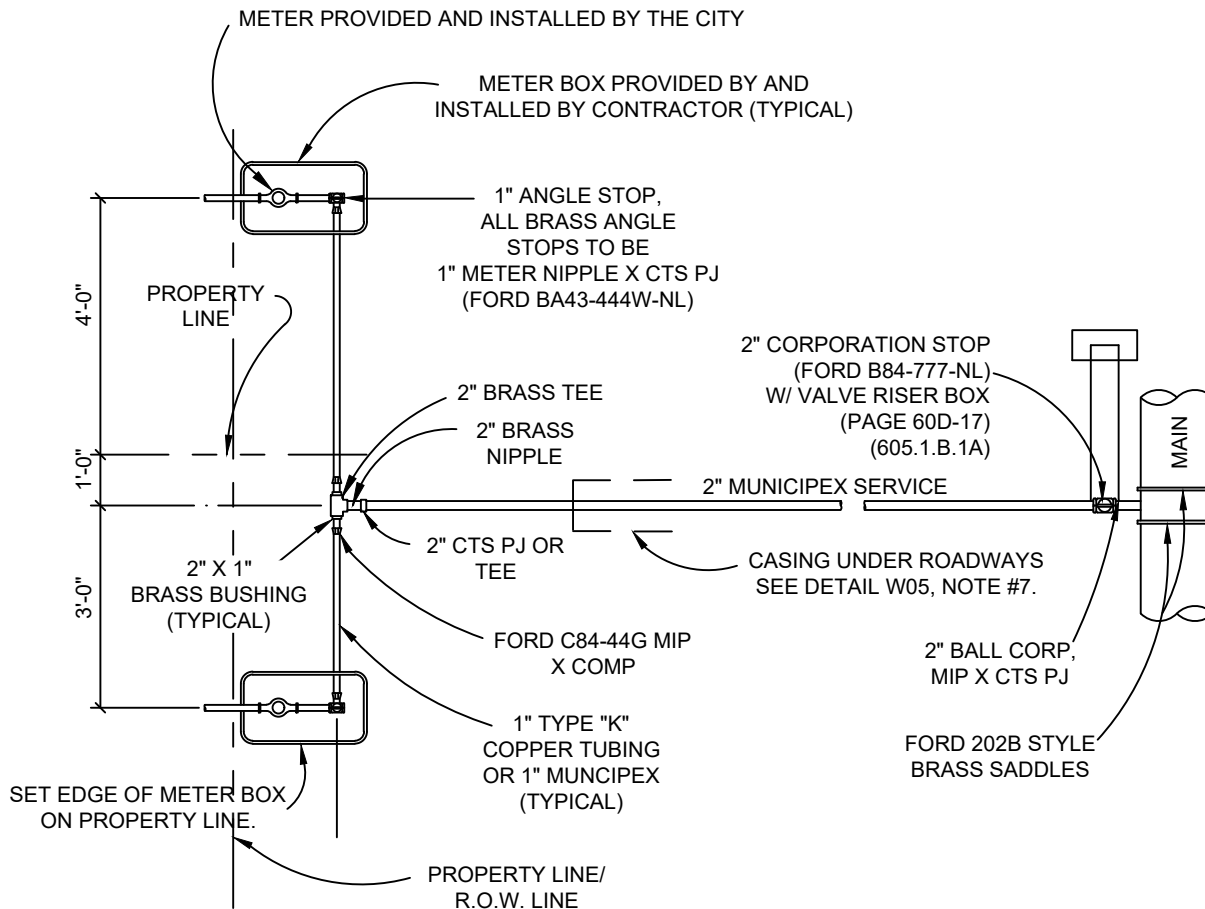 METER PROVIDED AND INSTALLED BY THE CITY
METER BOX PROVIDED BY AND
INSTALLED BY CONTRACTOR (TYPICAL)
1" ANGLE STOP,
ALL BRASS ANGLE
STOPS TO BE
1" METER NIPPLE X CTS PJ
(FORD BA43-444W-NL)
4'-0"
PROPERTY
LINE
2" CORPORATION STOP
(FORD B84-777-NL)
W/ VALVE RISER BOX
(PAGE 60D-17)
(605.1.B.1A)
2" BRASS TEE
2" BRASS
NIPPLE
MAIN
1'-0"
2" MUNICIPEX SERVICE
2" CTS PJ OR
TEE
CASING UNDER ROADWAYS
SEE DETAIL W05, NOTE #7.
2" X 1"
BRASS BUSHING
(TYPICAL)
3'-0"
FORD C84-44G MIP
X COMP
2" BALL CORP,
MIP X CTS PJ
1" TYPE "K"
COPPER TUBING
OR 1" MUNCIPEX
(TYPICAL)
FORD 202B STYLE
BRASS SADDLES
SET EDGE OF METER BOX
ON PROPERTY LINE.
PROPERTY LINE/
R.O.W. LINE